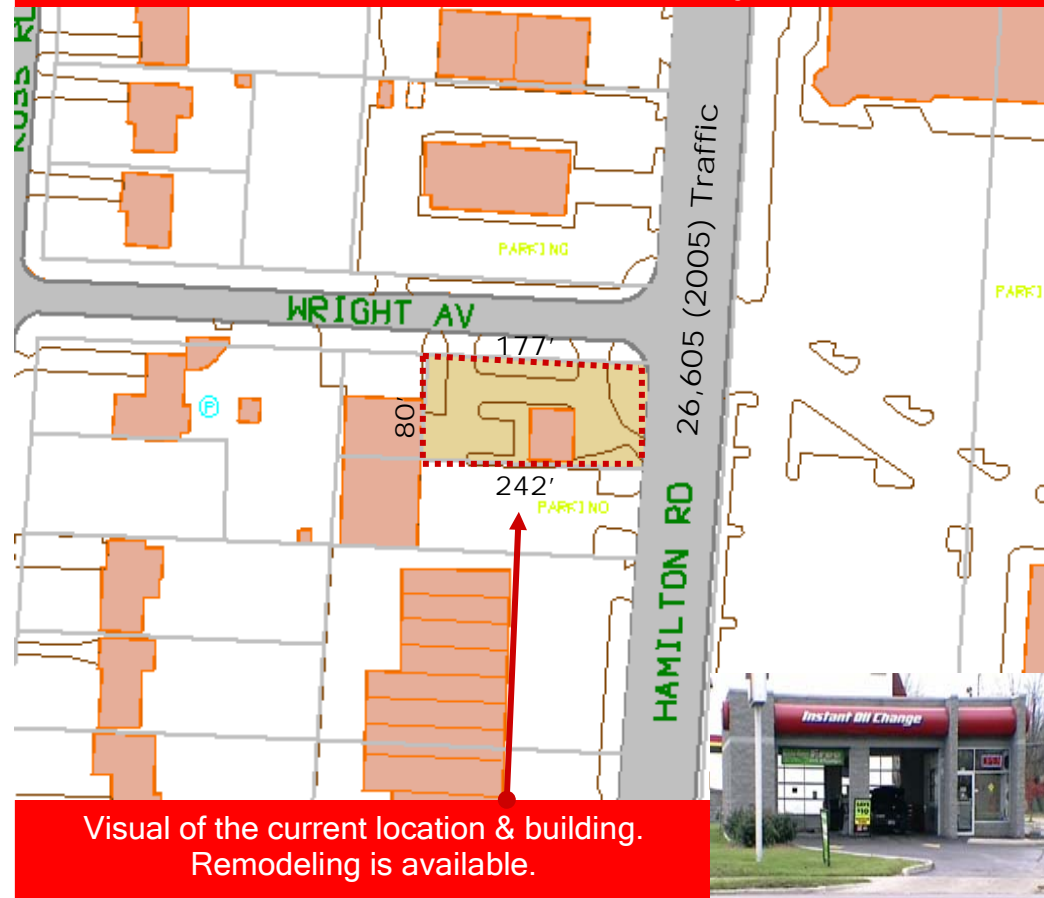 26,605 (2005) Traffic
PARKING
WRIGHT AV
177'
80'
P
242'
HAMILTON RD
Instant Oil Change
Visual of the current location & building.
Remodeling is available.